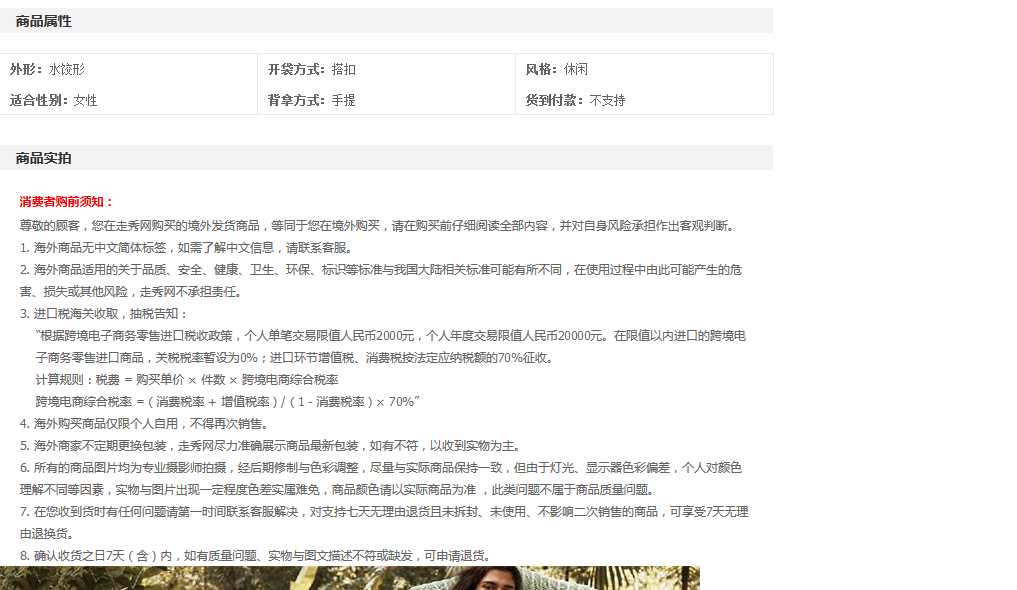 商品属性
外形：水饺形 开袋方式：搭扣 风格：休闲
适合性别：女性 背拿方式：手提 货到付款：不支持
商品实拍
消费者购前须知：
尊敬的顾客，您在走秀网购买的境外发货商品，等同于您在境外购买，请在购买前仔细阅读全部内容，并对自身风险承担作出客观判断。
1. 海外商品无中文简体标签，如需了解中文信息，请联系客服。
2. 海外商品适用的关于品质、安全、健康、卫生、环保、标识等标准与我国大陆相关标准可能有所不同，在使用过程中由此可能产生的危
害、损失或其他风险，走秀网不承担责任。
3. 进口税海关收取，抽税告知：
“根据跨境电子商务零售进口税收政策，个人单笔交易限值人民币2000元，个人年度交易限值人民币20000元。在限值以内进口的跨境电
子商务零售进口商品，关税税率暂设为0%；进口环节增值税、消费税按法定应纳税额的70%征收。
计算规则：税费 = 购买单价 × 件数 × 跨境电商综合税率
跨境电商综合税率 =（消费税率 + 增值税率）/（1 - 消费税率）× 70%”
4. 海外购买商品仅限个人自用，不得再次销售。
5. 海外商家不定期更换包装，走秀网尽力准确展示商品最新包装，如有不符，以收到实物为主。
6. 所有的商品图片均为专业摄影师拍摄，经后期修制与色彩调整，尽量与实际商品保持一致，但由于灯光、显示器色彩偏差，个人对颜色
理解不同等因素，实物与图片出现一定程度色差实属难免，商品颜色请以实际商品为准 ，此类问题不属于商品质量问题。
7. 在您收到货时有任何问题请第一时间联系客服解决，对支持七天无理由退货且未拆封、未使用、不影响二次销售的商品，可享受7天无理
由退换货。
8. 确认收货之日7天（含）内，如有质量问题、实物与图文描述不符或缺发，可申请退货。